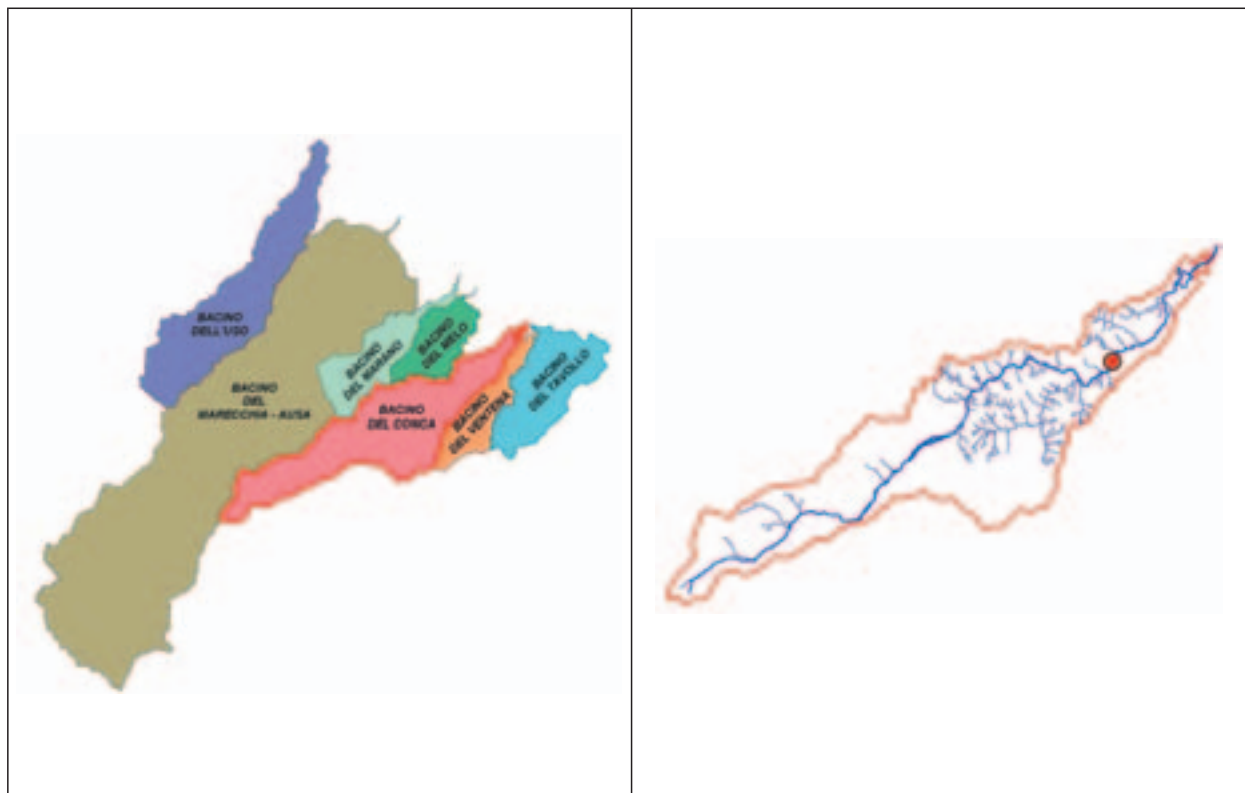 BACINO
DELL'USO
BACINO
DEL
MARECCHIA - AUSA
BACINO
DEL MARANO
BACINO
DEL MELO
BACINO
DEL CONCA
BACINO
DEL VENTENA
BACINO
DEL TAVOLLO